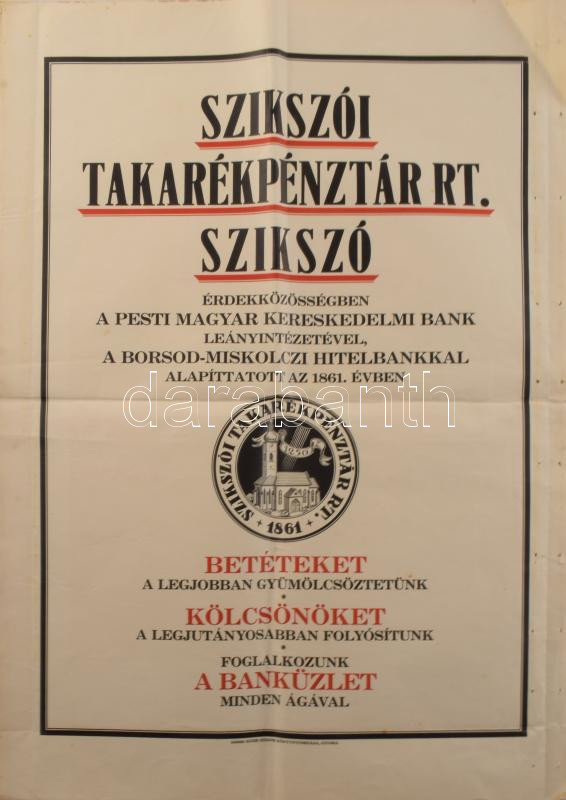 SZIKSZÓI
TAKARÉKPÉNZTÁR RT.
SZIKSZÓ
ÉRDEKKÖZÖSSÉGBEN
A PESTI MAGYAR KERESKEDELMI BANK
LEÁNYINTÉZETÉVEL,
A BORSOD-MISKOLCZI HITELBANKKAL
ALAPÍTTATOTT AZ 1861. ÉVBEN
darabanth
SZIKSZÓI TAKARÉKPÉNZTÁR RT.
1861
BETÉTEKET
A LEGJOBBAN GYÜMÖLCSÖZTETÜNK
KÖLCSÖNÖKET
A LEGJUTÁNYOSABBAN FOLYÓSÍTUNK
FOGLALKOZUNK
A BANKÜZLET
MINDEN ÁGÁVAL